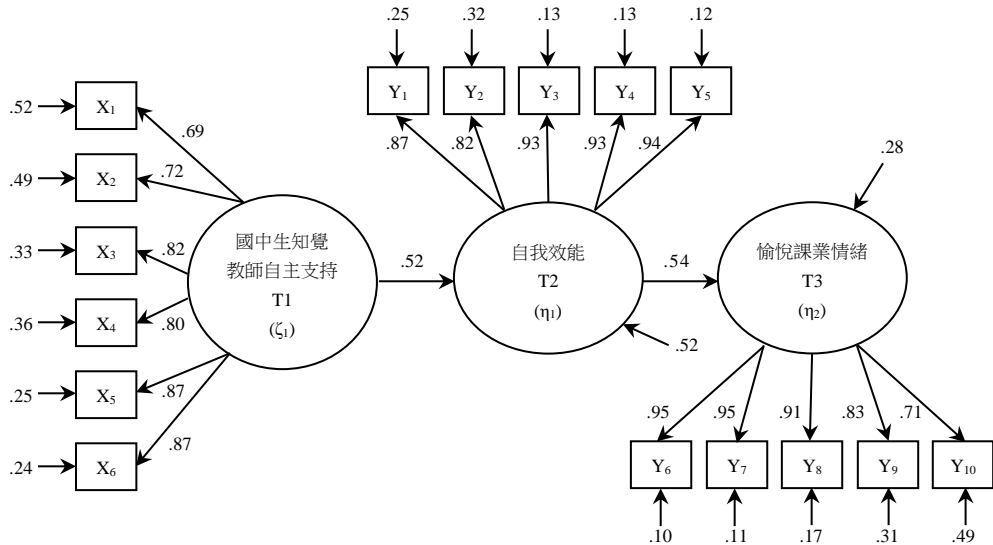 .25
.32
.13
.13
.12
Y1
Y2
Y3
Y4
Y5
.87
.82
.93
.93
.94
.52
X1
.69
.49
X2
.72
.33
X3
.82
.36
X4
.80
.25
X5
.87
.24
X6
.87
國中生知覺
教師自主支持
T1
(ζ1)
.52
自我效能
T2
(η1)
.52
.54
.28
愉悅課業情緒
T3
(η2)
.95
.95
.91
.83
.71
Y6
Y7
Y8
Y9
Y10
.10
.11
.17
.31
.49